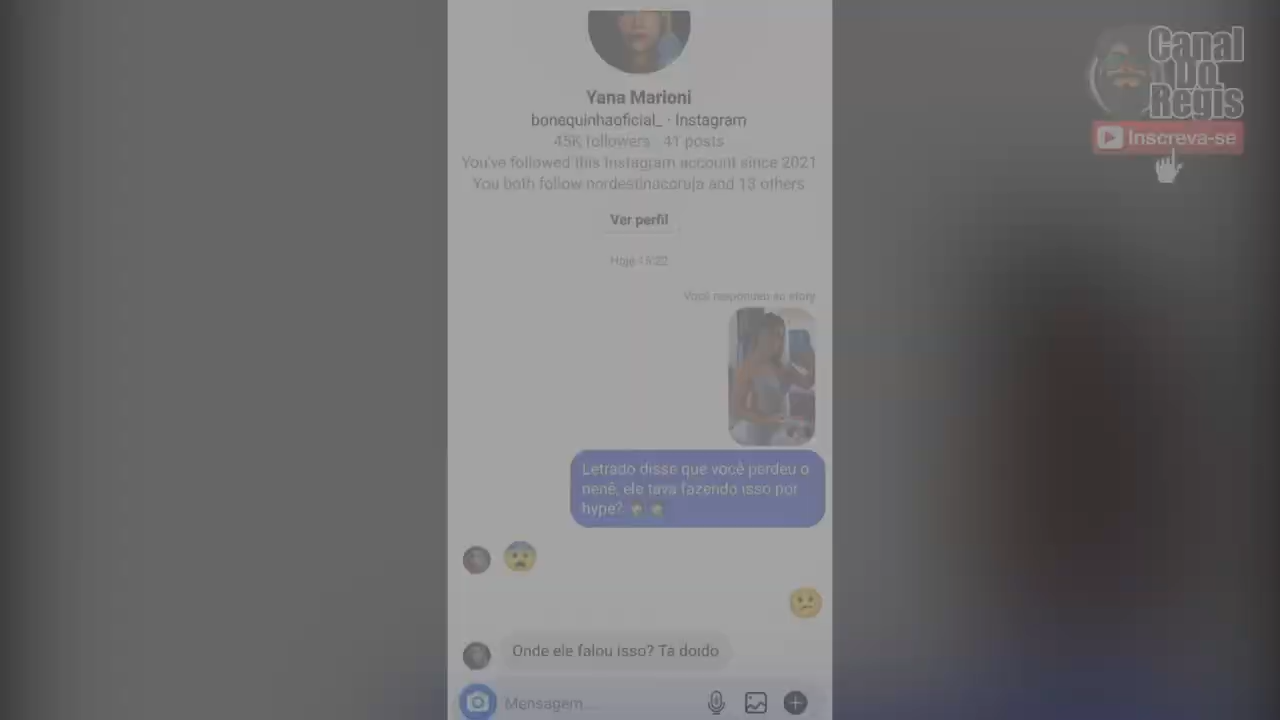 Canal
Do
Regis
Inscreva-se
Yana Marioni
bonequinhaoficial_ · Instagram
45K followers · 41 posts
You've followed this Instagram account since 2021
You both follow nordestinacoruja and 13 others
Ver perfil
Hoje 15:22
Você respondeu ao story
Letrado disse que você perdeu o
nenê, ele tava fazendo isso por
hype?
Onde ele falou isso? Ta doido
Mensagem...